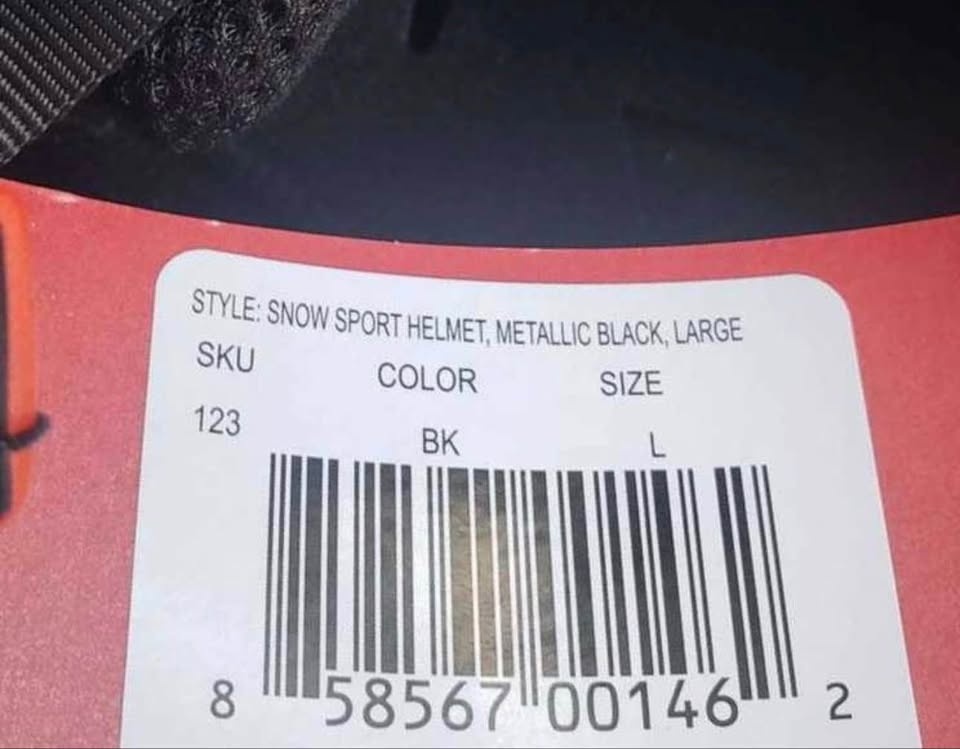 STYLE: SNOW SPORT HELMET, METALLIC BLACK, LARGE
SKU COLOR SIZE
123 BK L
8 58567 00146 2